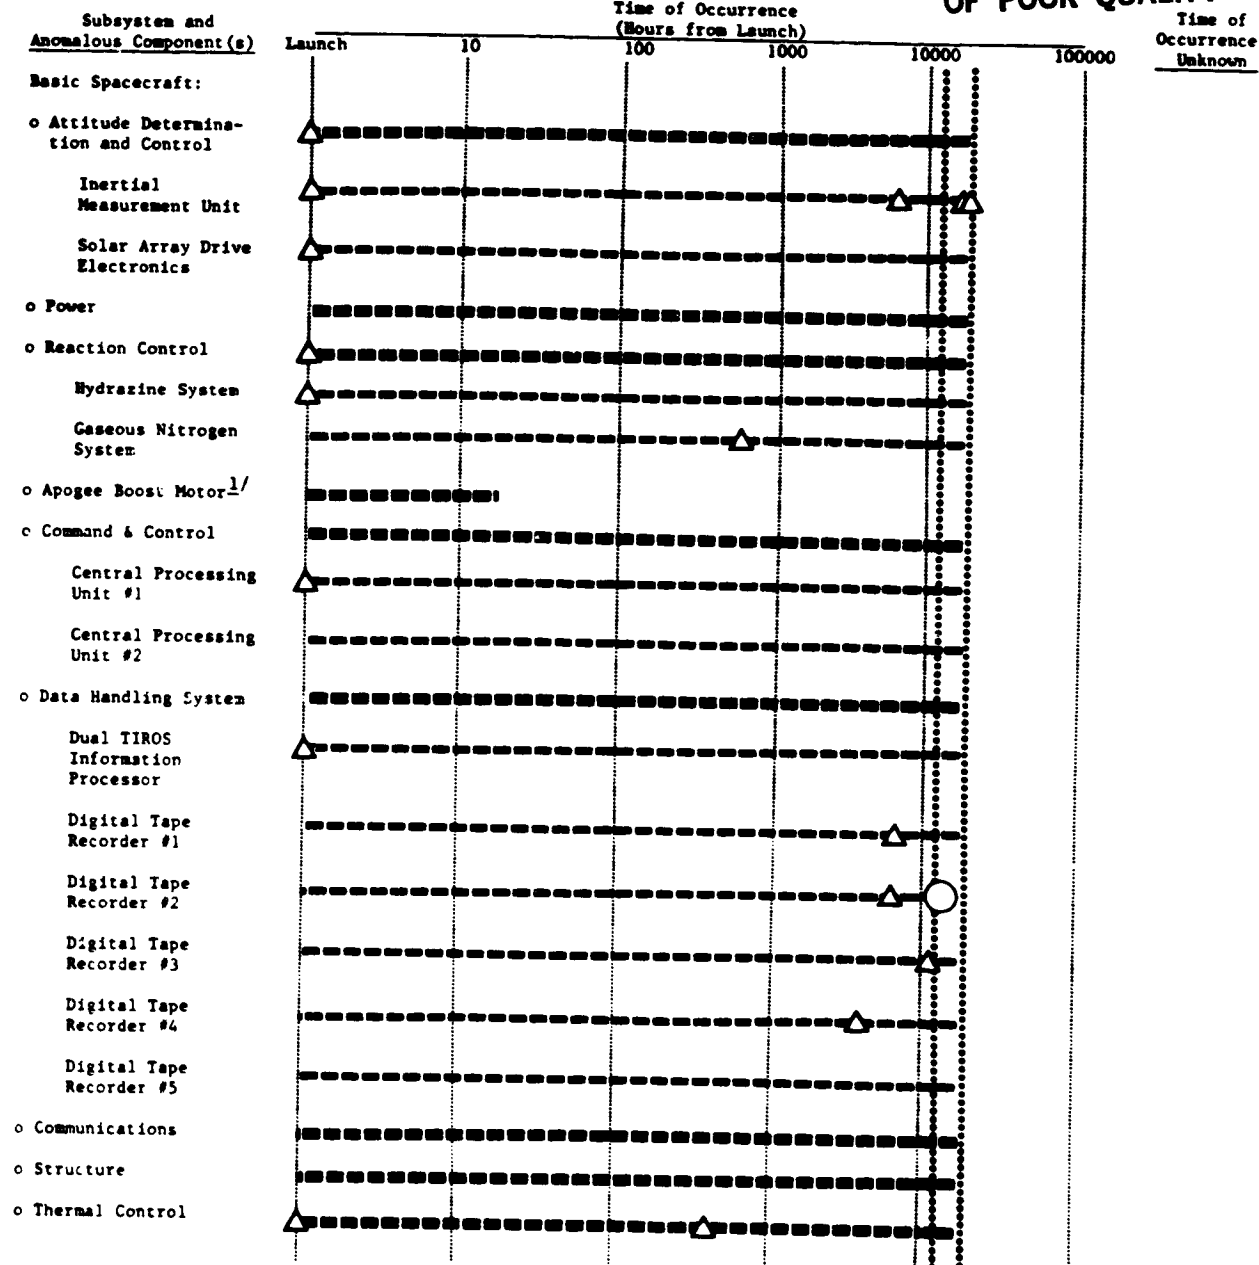 OF POOR QUALITY
Subsystem and
Anomalous Component(s)
Time of Occurrence
(Hours from Launch)
Time of
Occurrence
Unknown
Launch 10 100 1000 10000 100000
Basic Spacecraft:
o Attitude Determina-
tion and Control
Inertial
Measurement Unit
Solar Array Drive
Electronics
o Power
o Reaction Control
Hydrazine System
Gaseous Nitrogen
System
o Apogee Boost Motor 1/
o Command & Control
Central Processing
Unit #1
Central Processing
Unit #2
o Data Handling System
Dual TIROS
Information
Processor
Digital Tape
Recorder #1
Digital Tape
Recorder #2
Digital Tape
Recorder #3
Digital Tape
Recorder #4
Digital Tape
Recorder #5
o Communications
o Structure
o Thermal Control